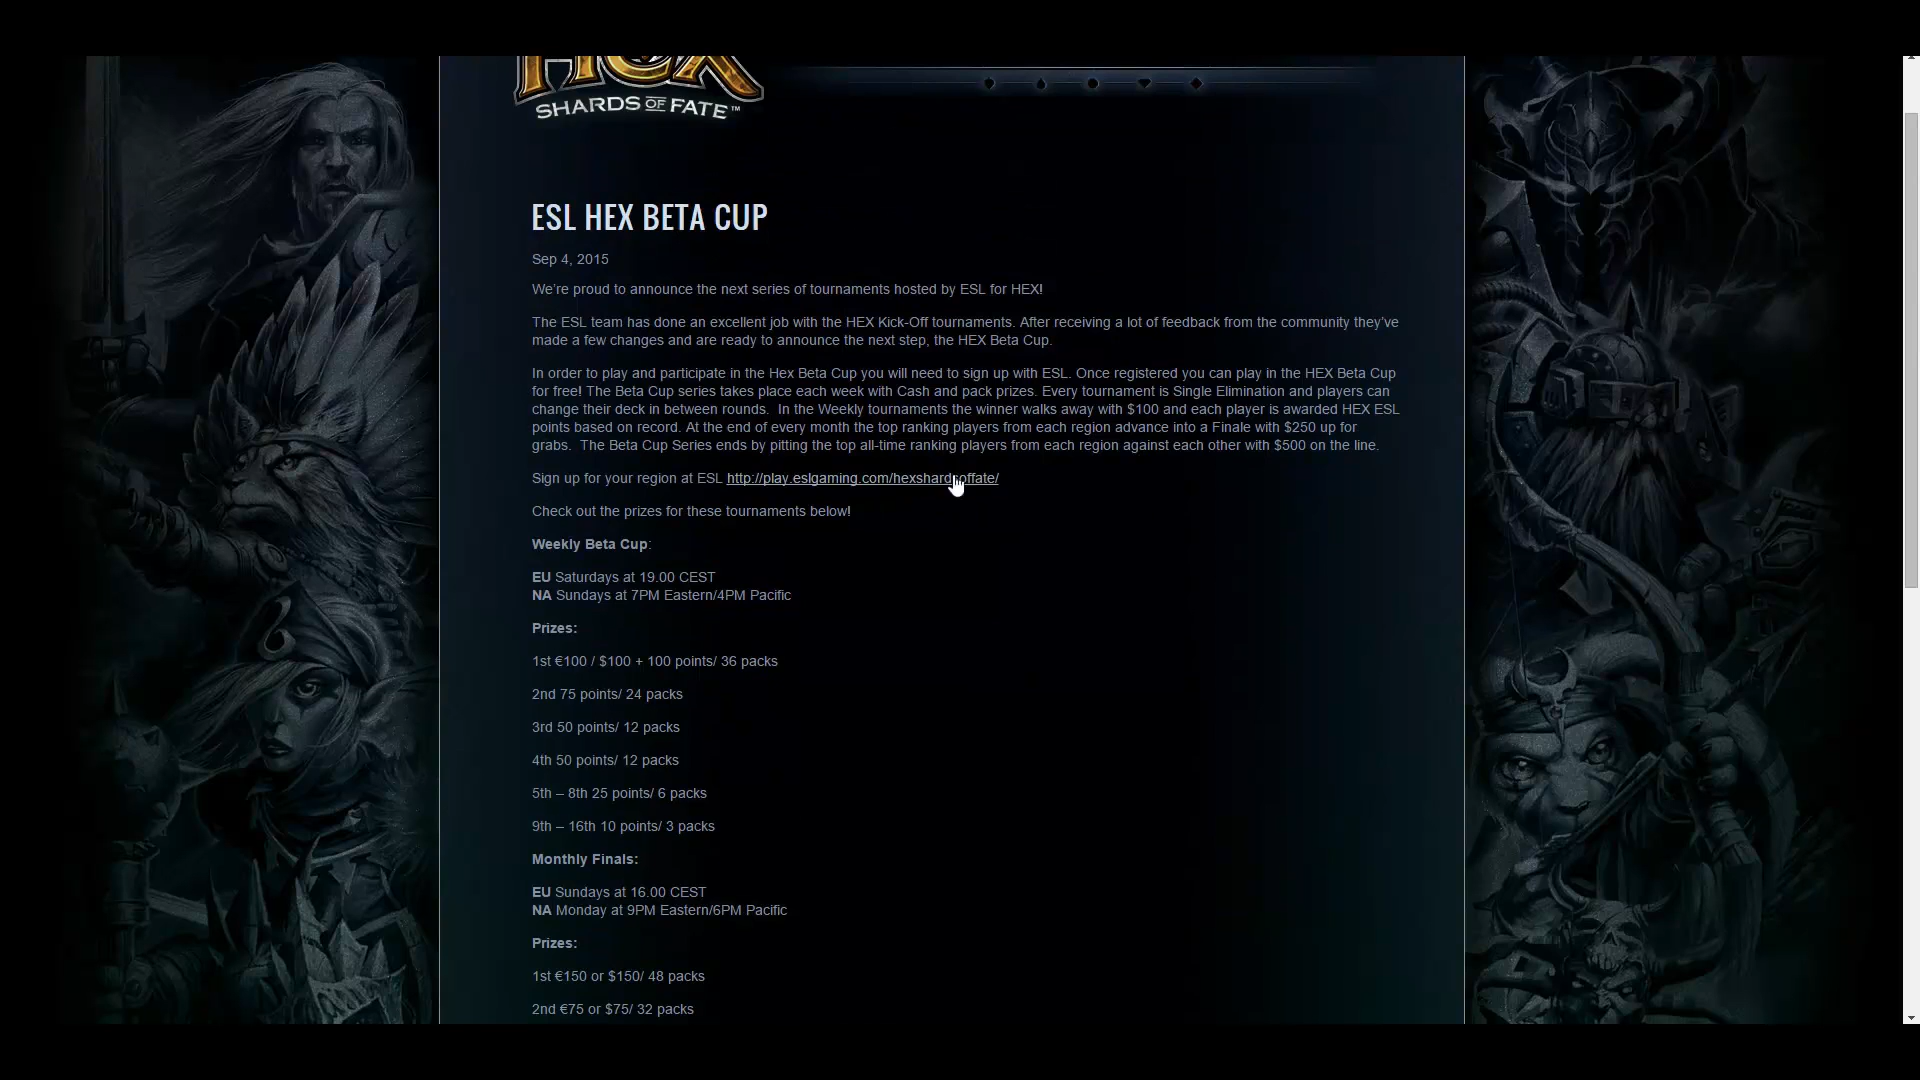 HEX
SHARDS OF FATE™
ESL HEX BETA CUP
Sep 4, 2015
We're proud to announce the next series of tournaments hosted by ESL for HEX!
The ESL team has done an excellent job with the HEX Kick-Off tournaments. After receiving a lot of feedback from the community they've
made a few changes and are ready to announce the next step, the HEX Beta Cup.
In order to play and participate in the Hex Beta Cup you will need to sign up with ESL. Once registered you can play in the HEX Beta Cup
for free! The Beta Cup series takes place each week with Cash and pack prizes. Every tournament is Single Elimination and players can
change their deck in between rounds.  In the Weekly tournaments the winner walks away with $100 and each player is awarded HEX ESL
points based on record. At the end of every month the top ranking players from each region advance into a Finale with $250 up for
grabs.  The Beta Cup Series ends by pitting the top all-time ranking players from each region against each other with $500 on the line.
Sign up for your region at ESL http://play.eslgaming.com/hexshardsoffate/
Check out the prizes for these tournaments below!
Weekly Beta Cup:
EU Saturdays at 19.00 CEST
NA Sundays at 7PM Eastern/4PM Pacific
Prizes:
1st €100 / $100 + 100 points/ 36 packs
2nd 75 points/ 24 packs
3rd 50 points/ 12 packs
4th 50 points/ 12 packs
5th – 8th 25 points/ 6 packs
9th – 16th 10 points/ 3 packs
Monthly Finals:
EU Sundays at 16.00 CEST
NA Monday at 9PM Eastern/6PM Pacific
Prizes:
1st €150 or $150/ 48 packs
2nd €75 or $75/ 32 packs